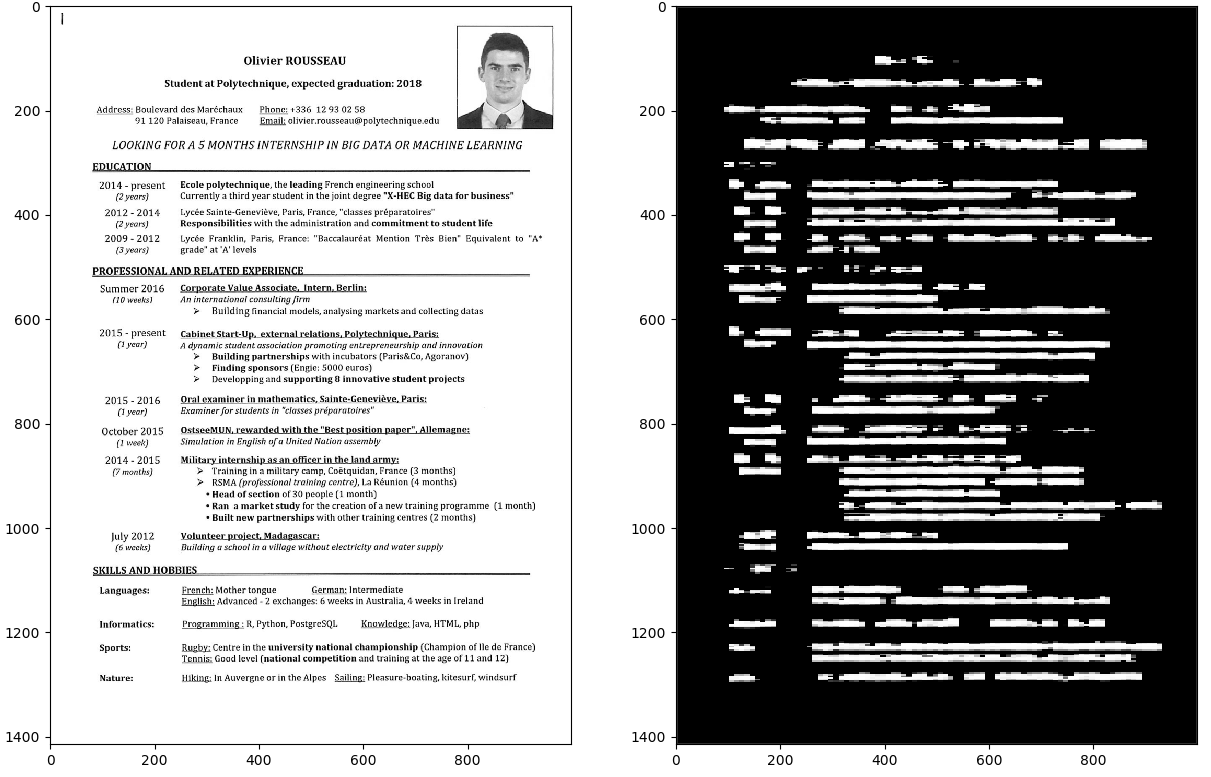 Olivier ROUSSEAU
Student at Polytechnique, expected graduation: 2018
Address: Boulevard des Maréchaux Phone: +336 12 93 02 58
91 120 Palaiseau, France Email: olivier.rousseau@polytechnique.edu
LOOKING FOR A 5 MONTHS INTERNSHIP IN BIG DATA OR MACHINE LEARNING
EDUCATION
2014 - present Ecole polytechnique, the leading French engineering school
(2 years) Currently a third year student in the joint degree "X-HEC Big data for business"
2012 - 2014 Lycée Sainte-Geneviève, Paris, France, "classes préparatoires"
(2 years) Responsibilities with the administration and commitment to student life
2009 - 2012 Lycée Franklin, Paris, France: "Baccalauréat Mention Très Bien" Equivalent to "A*
(3 years) grade" at 'A' levels
PROFESSIONAL AND RELATED EXPERIENCE
Summer 2016 Corporate Value Associate, Intern, Berlin:
(10 weeks) An international consulting firm
➢ Building financial models, analysing markets and collecting datas
2015 - present Cabinet Start-Up, external relations, Polytechnique, Paris:
(1 year) A dynamic student association promoting entrepreneurship and innovation
➢ Building partnerships with incubators (Paris&Co, Agoranov)
➢ Finding sponsors (Engie: 5000 euros)
➢ Developping and supporting 8 innovative student projects
2015 - 2016 Oral examiner in mathematics, Sainte-Geneviève, Paris:
(1 year) Examiner for students in "classes préparatoires"
October 2015 OstseeMUN, rewarded with the "Best position paper", Allemagne:
(1 week) Simulation in English of a United Nation assembly
2014 - 2015 Military internship as an officer in the land army:
(7 months) ➢ Training in a military camp, Coëtquidan, France (3 months)
➢ RSMA (professional training centre), La Réunion (4 months)
• Head of section of 30 people (1 month)
• Ran a market study for the creation of a new training programme (1 month)
• Built new partnerships with other training centres (2 months)
July 2012 Volunteer project, Madagascar:
(6 weeks) Building a school in a village without electricity and water supply
SKILLS AND HOBBIES
Languages: French: Mother tongue German: Intermediate
English: Advanced - 2 exchanges: 6 weeks in Australia, 4 weeks in Ireland
Informatics: Programming : R, Python, PostgreSQL Knowledge: Java, HTML, php
Sports: Rugby: Centre in the university national championship (Champion of Ile de France)
Tennis: Good level (national competition and training at the age of 11 and 12)
Nature: Hiking: In Auvergne or in the Alpes Sailing: Pleasure-boating, kitesurf, windsurf
0
200
400
600
800
1000
1200
1400
0 200 400 600 800
0
200
400
600
800
1000
1200
1400
0 200 400 600 800